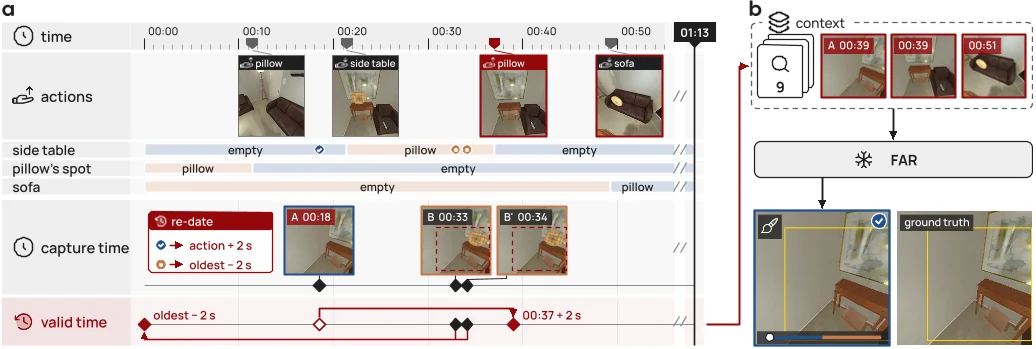 a
time
00:00
00:10
00:20
00:30
00:40
00:50
01:13
actions
pillow
side table
pillow
sofa
side table
empty
pillow
empty
pillow's spot
pillow
empty
sofa
empty
pillow
capture time
re-date
action + 2 s
oldest − 2 s
A 00:18
B 00:33
B' 00:34
valid time
oldest − 2 s
00:37 + 2 s
b
context
9
A 00:39
00:39
00:51
FAR
ground truth